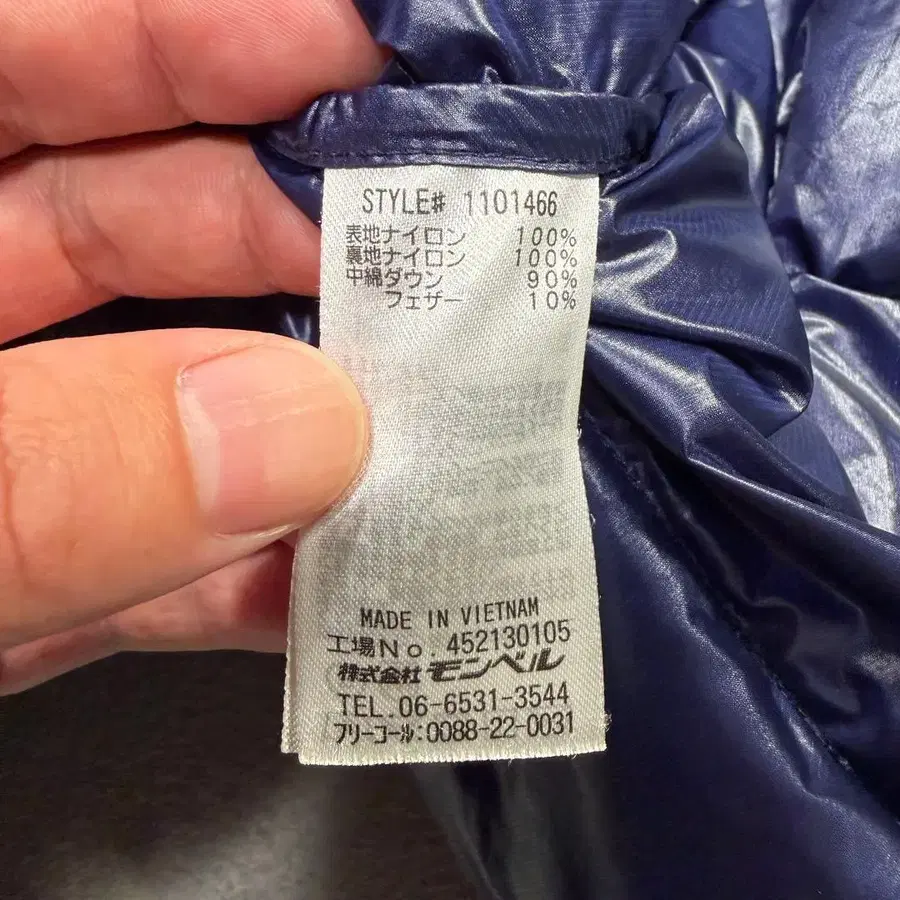 STYLE# 1101466
表地ナイロン 100%
裏地ナイロン 100%
中綿ダウン 90%
フェザー 10%
MADE IN VIETNAM
工場No. 452130105
株式会社 モンベル
TEL. 06-6531-3544
フリーコール:0088-22-0031